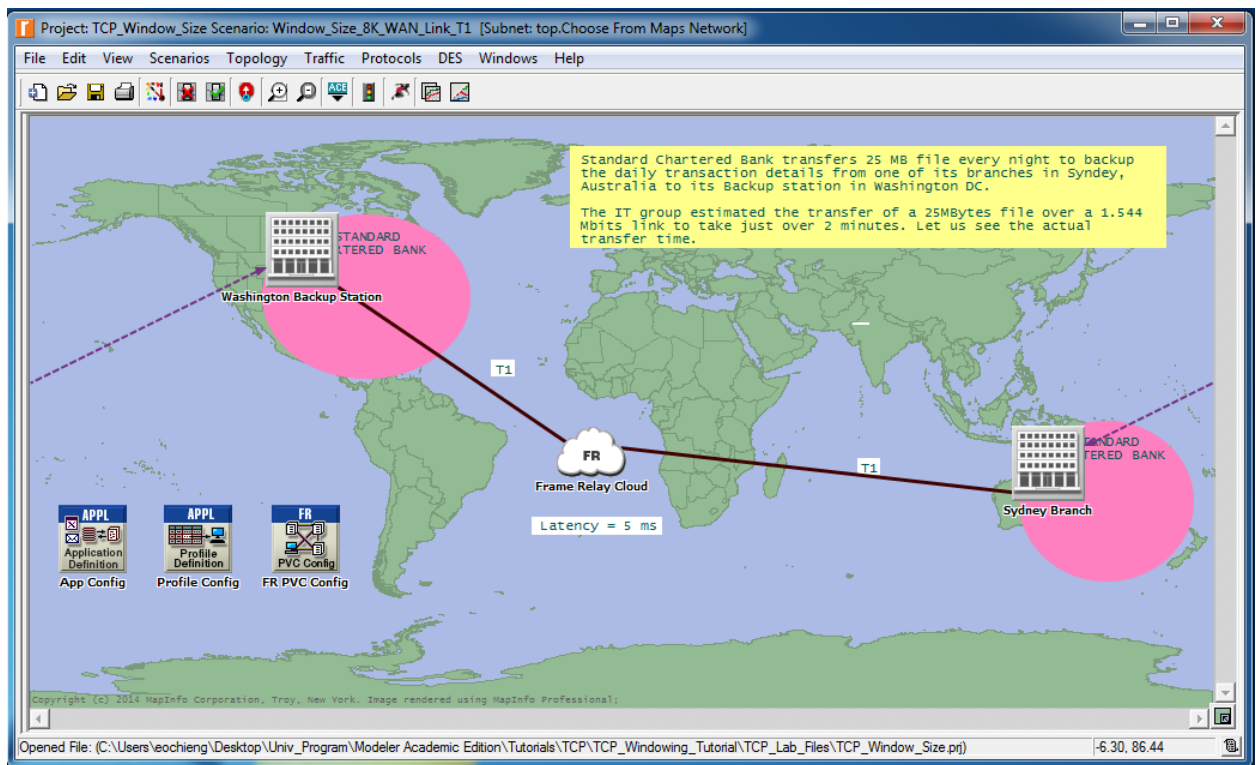 Project: TCP_Window_Size Scenario: Window_Size_8K_WAN_Link_T1 [Subnet: top.Choose From Maps Network]
File Edit View Scenarios Topology Traffic Protocols DES Windows Help
ACE
Standard Chartered Bank transfers 25 MB file every night to backup
the daily transaction details from one of its branches in Syndey,
Australia to its Backup station in Washington DC.
The IT group estimated the transfer of a 25MBytes file over a 1.544
Mbits link to take just over 2 minutes. Let us see the actual
transfer time.
STANDARD
RTERED BANK
Washington Backup Station
T1
FR
Frame Relay Cloud
Latency = 5 ms
T1
ANDARD
TERED BANK
Sydney Branch
APPL
Application
Definition
App Config
APPL
Profile
Definition
Profile Config
FR
PVC Config
FR PVC Config
Copyright (c) 2014 MapInfo Corporation, Troy, New York. Image rendered using MapInfo Professional;
Opened File: (C:\Users\eochieng\Desktop\Univ_Program\Modeler Academic Edition\Tutorials\TCP\TCP_Windowing_Tutorial\TCP_Lab_Files\TCP_Window_Size.prj)
-6.30, 86.44